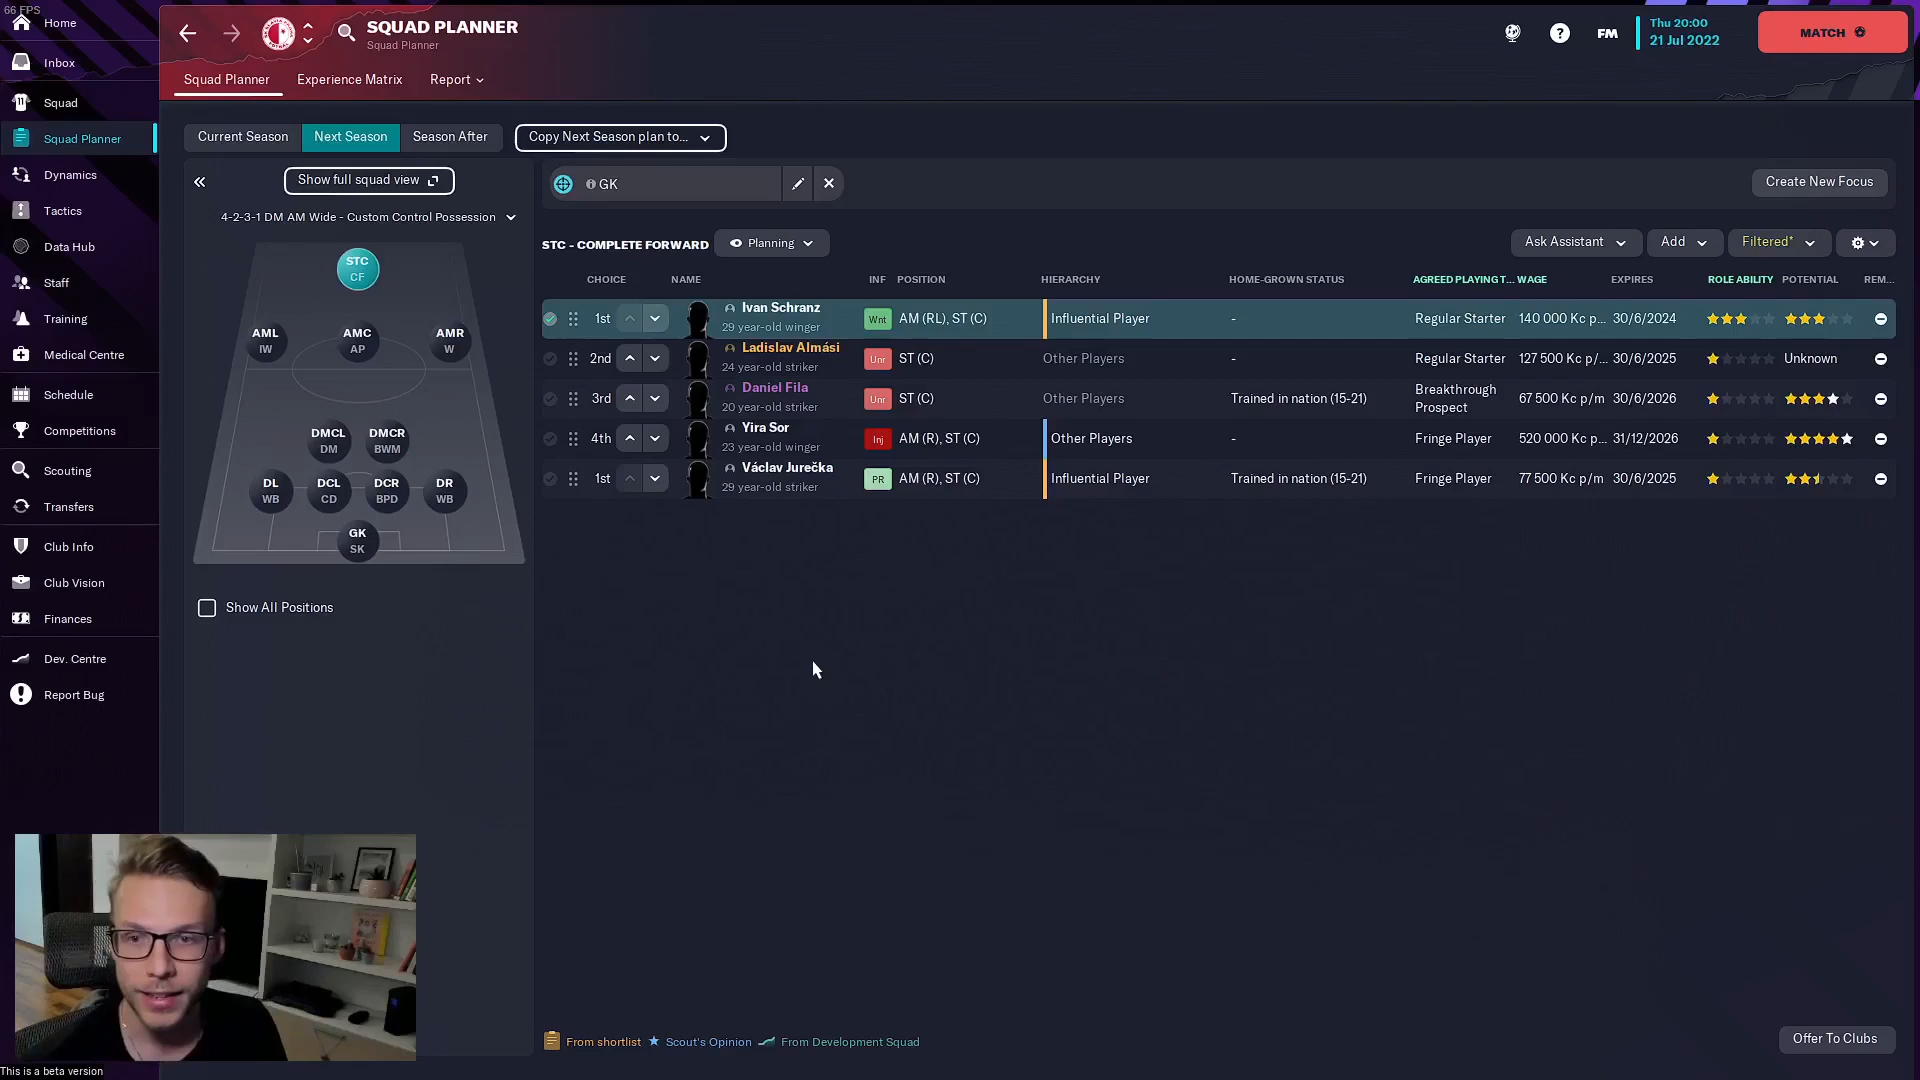 66 FPS
Home
Inbox
Squad
Squad Planner
Dynamics
Tactics
Data Hub
Staff
Training
Medical Centre
Schedule
Competitions
Scouting
Transfers
Club Info
Club Vision
Finances
Dev. Centre
Report Bug
This is a beta version
SQUAD PLANNER
Squad Planner
FM
Thu 20:00
21 Jul 2022
MATCH
Squad Planner Experience Matrix Report
Current Season Next Season Season After Copy Next Season plan to...
Show full squad view
4-2-3-1 DM AM Wide - Custom Control Possession
STC
CF
AML AMC AMR
IW AP W
DMCL DMCR
DM BWM
DL DCL DCR DR
WB CD BPD WB
GK
SK
Show All Positions
GK
Create New Focus
STC - COMPLETE FORWARD Planning Ask Assistant Add Filtered*
CHOICE NAME INF POSITION HIERARCHY HOME-GROWN STATUS AGREED PLAYING T... WAGE EXPIRES ROLE ABILITY POTENTIAL REM...
1st Ivan Schranz Wnt AM (RL), ST (C) Influential Player - Regular Starter 140 000 Kc p... 30/6/2024
29 year-old winger
2nd Ladislav Almási Unr ST (C) Other Players - Regular Starter 127 500 Kc p/... 30/6/2025 Unknown
24 year-old striker
3rd Daniel Fila Unr ST (C) Other Players Trained in nation (15-21) Breakthrough Prospect 67 500 Kc p/m 30/6/2026
20 year-old striker
4th Yira Sor Inj AM (R), ST (C) Other Players - Fringe Player 520 000 Kc p... 31/12/2026
23 year-old winger
1st Václav Jurečka PR AM (R), ST (C) Influential Player Trained in nation (15-21) Fringe Player 77 500 Kc p/m 30/6/2025
29 year-old striker
From shortlist Scout's Opinion From Development Squad
Offer To Clubs